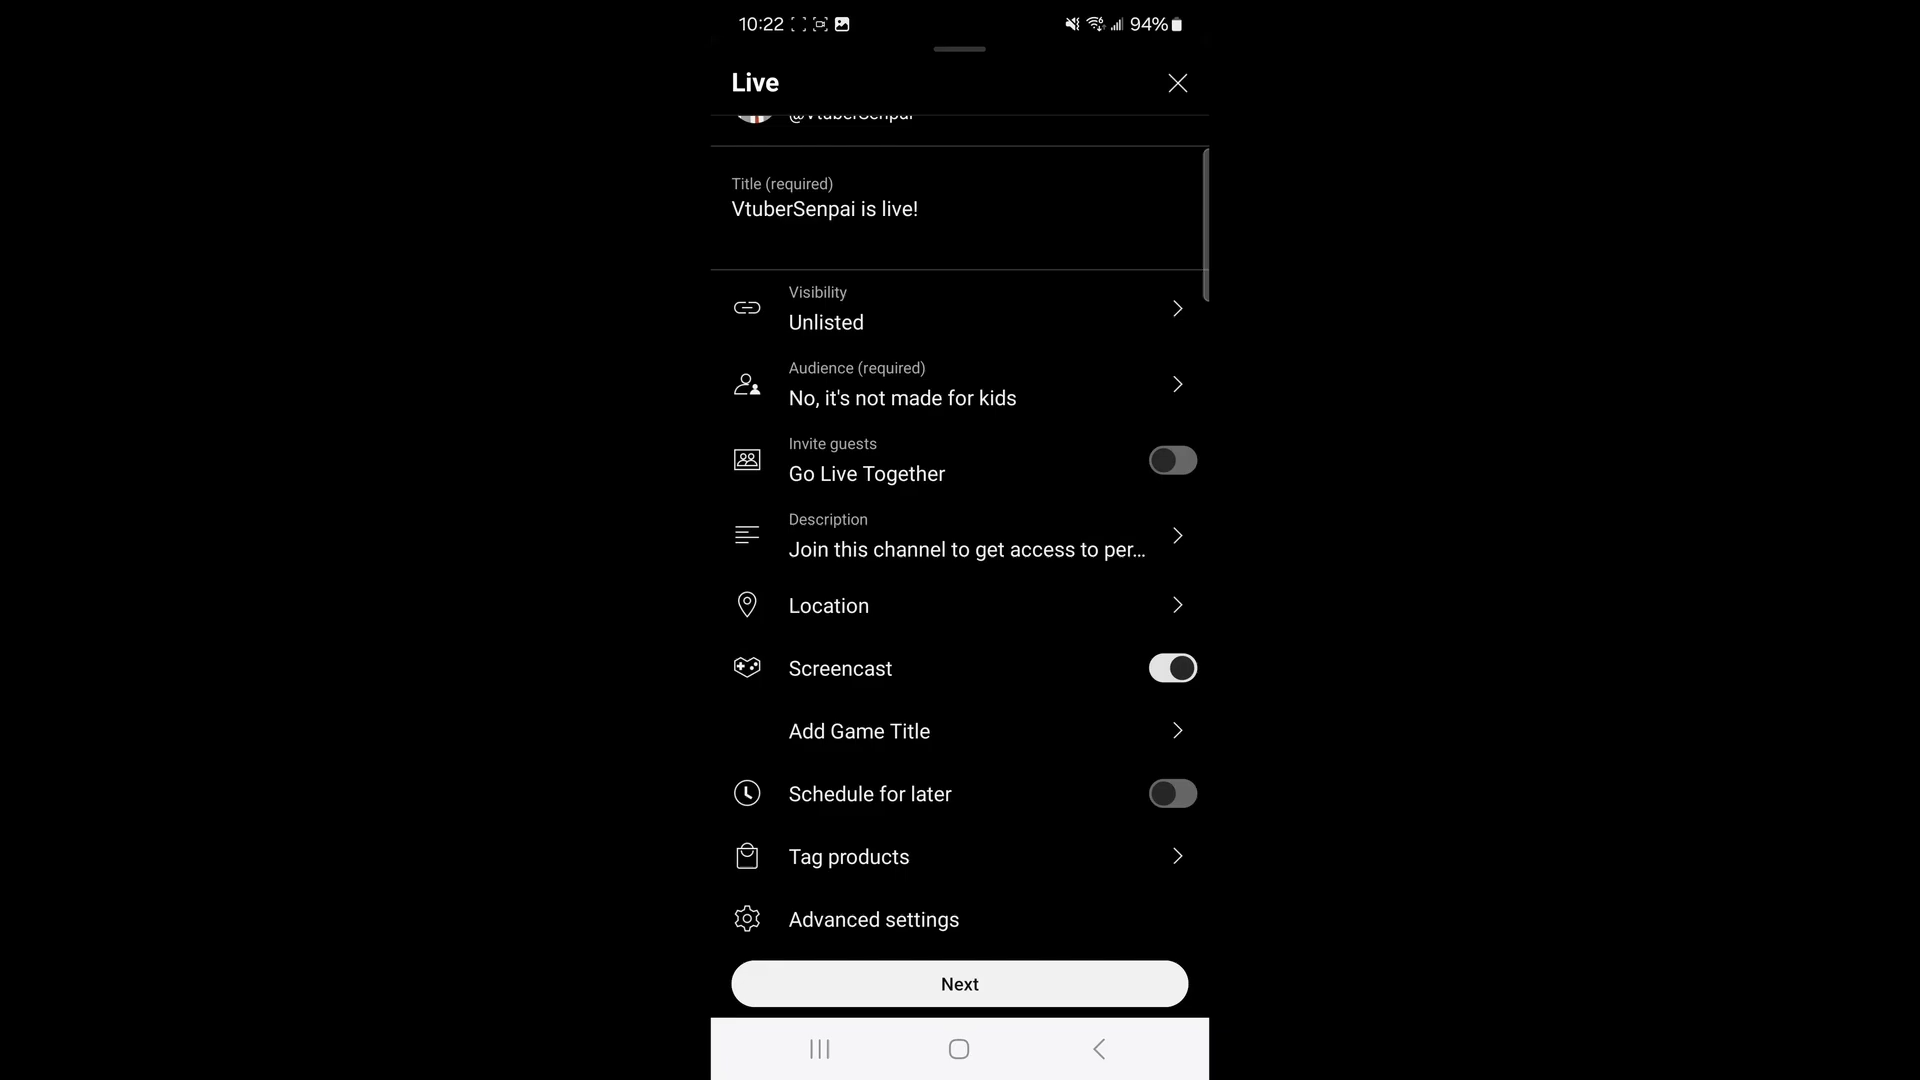 10:22 94%
Live
@VtuberSenpai
Title (required)
VtuberSenpai is live!
Visibility
Unlisted
Audience (required)
No, it's not made for kids
Invite guests
Go Live Together
Description
Join this channel to get access to per...
Location
Screencast
Add Game Title
Schedule for later
Tag products
Advanced settings
Next